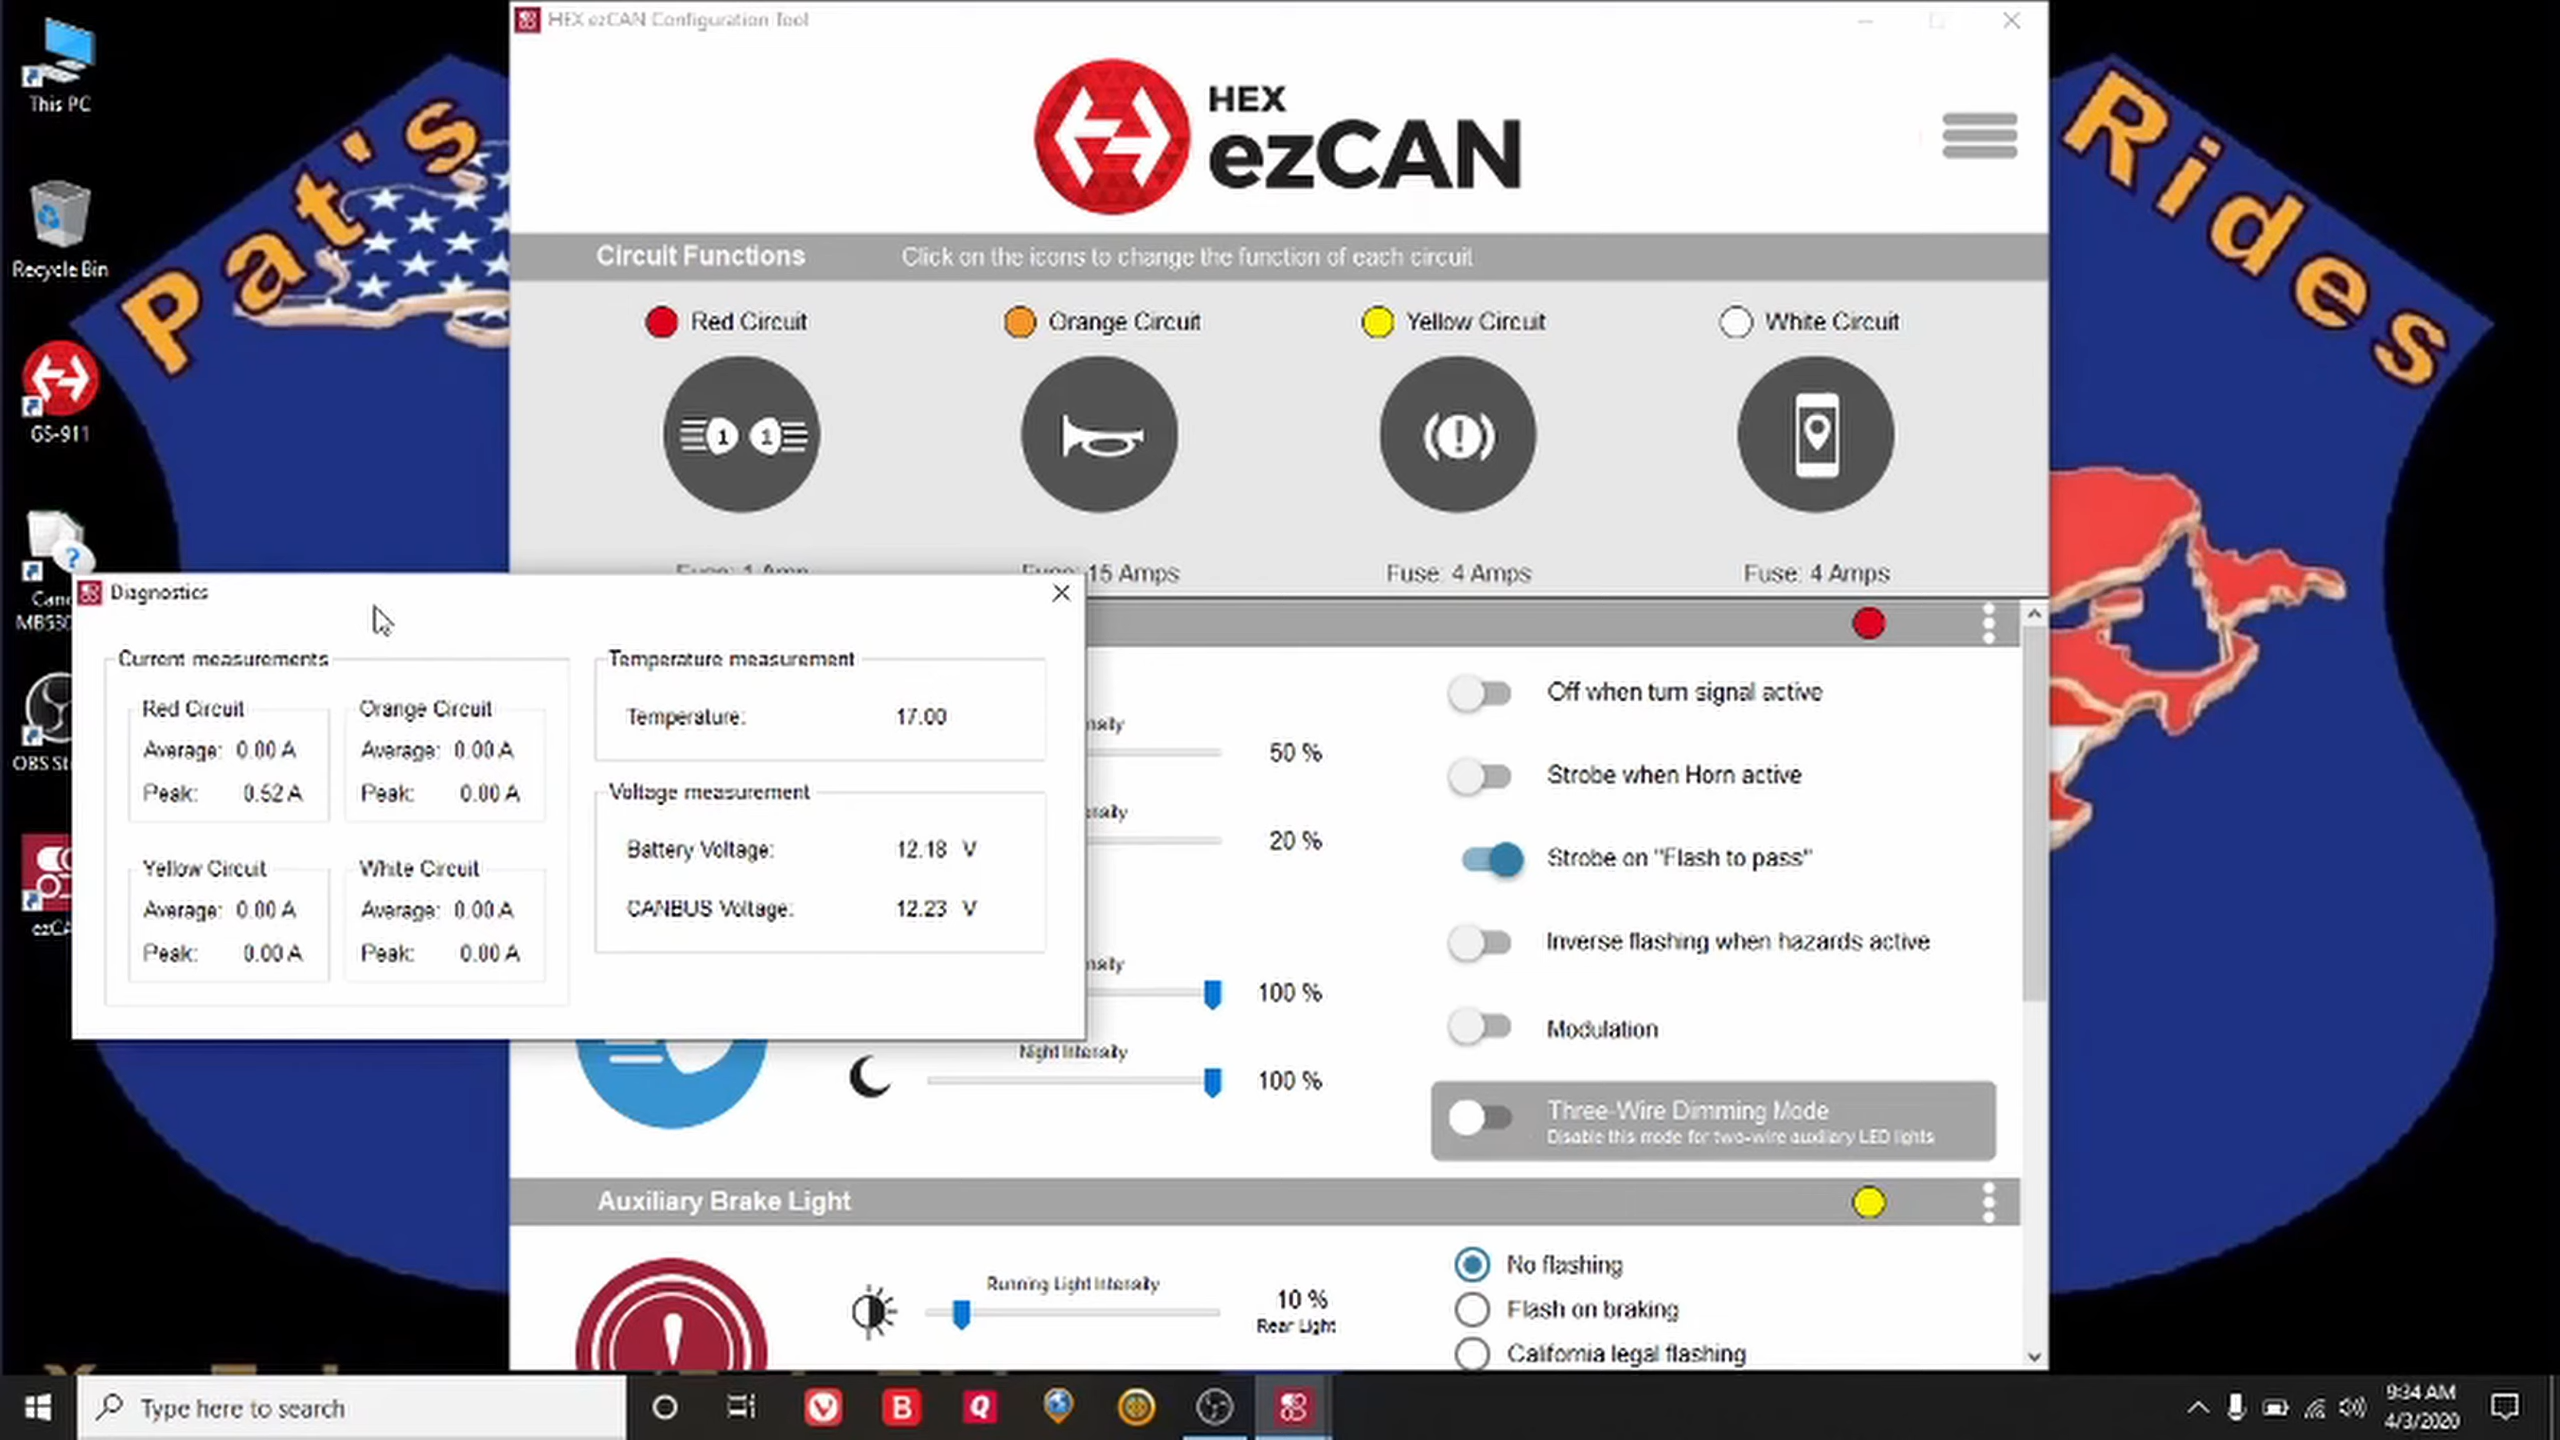 HEX ezCAN Configuration Tool
This PC
Recycle Bin
GS-911
Pat's
Rides
HEX
ezCAN
Circuit Functions
Click on the icons to change the function of each circuit
Red Circuit
Orange Circuit
Yellow Circuit
White Circuit
1 1
Fuse: 1 Amp
Fuse: 15 Amps
Fuse: 4 Amps
Fuse: 4 Amps
Diagnostics
Current measurements
Red Circuit
Average: 0.00 A
Peak: 0.52 A
Orange Circuit
Average: 0.00 A
Peak: 0.00 A
Yellow Circuit
Average: 0.00 A
Peak: 0.00 A
White Circuit
Average: 0.00 A
Peak: 0.00 A
Temperature measurement
Temperature: 17.00
Voltage measurement
Battery Voltage: 12.18 V
CANBUS Voltage: 12.23 V
50 %
20 %
100 %
Night Intensity
100 %
Off when turn signal active
Strobe when Horn active
Strobe on "Flash to pass"
Inverse flashing when hazards active
Modulation
Three-Wire Dimming Mode
Disable this mode for two-wire auxiliary LED lights
Auxiliary Brake Light
Running Light Intensity
10 %
Rear Light
No flashing
Flash on braking
California legal flashing
Type here to search
9:34 AM
4/3/2020